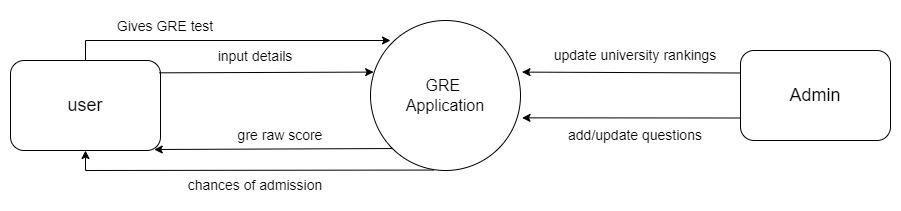 Gives GRE test
input details
update university rankings
user
GRE
Application
Admin
gre raw score
add/update questions
chances of admission